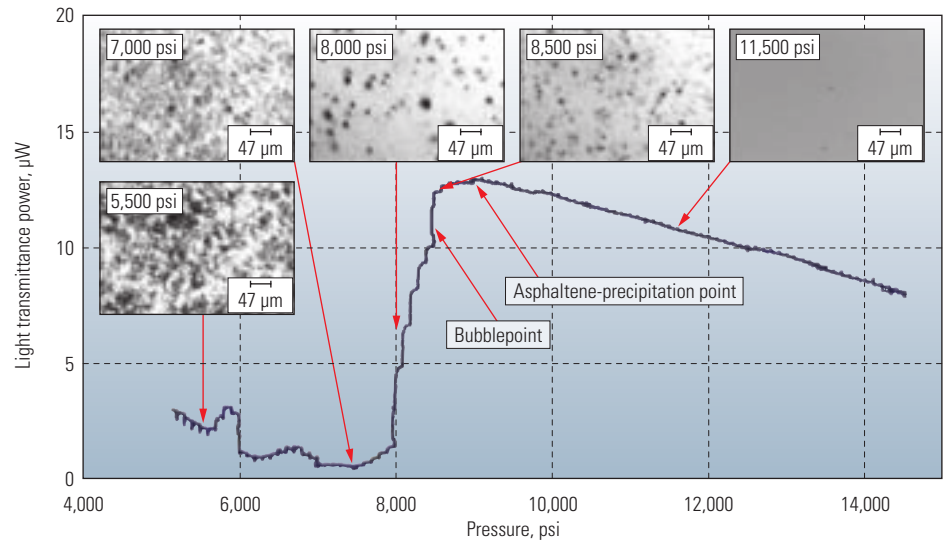 20
15
10
5
0
Light transmittance power, µW
7,000 psi
47 µm
8,000 psi
47 µm
8,500 psi
47 µm
11,500 psi
47 µm
5,500 psi
47 µm
Asphaltene-precipitation point
Bubblepoint
4,000
6,000
8,000
10,000
12,000
14,000
Pressure, psi